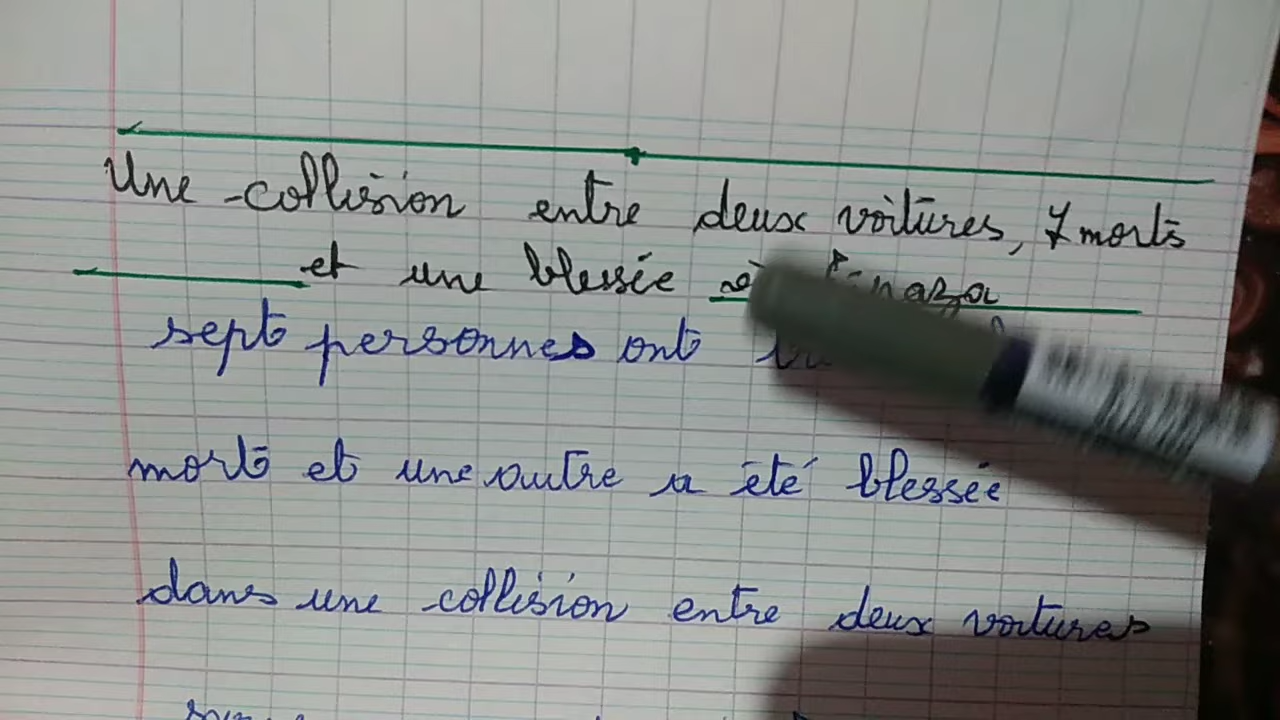 Une collision entre deux voitures, 7 morts
et une blessée à
sept personnes ont
morts et une autre a été blessée
dans une collision entre deux voitures